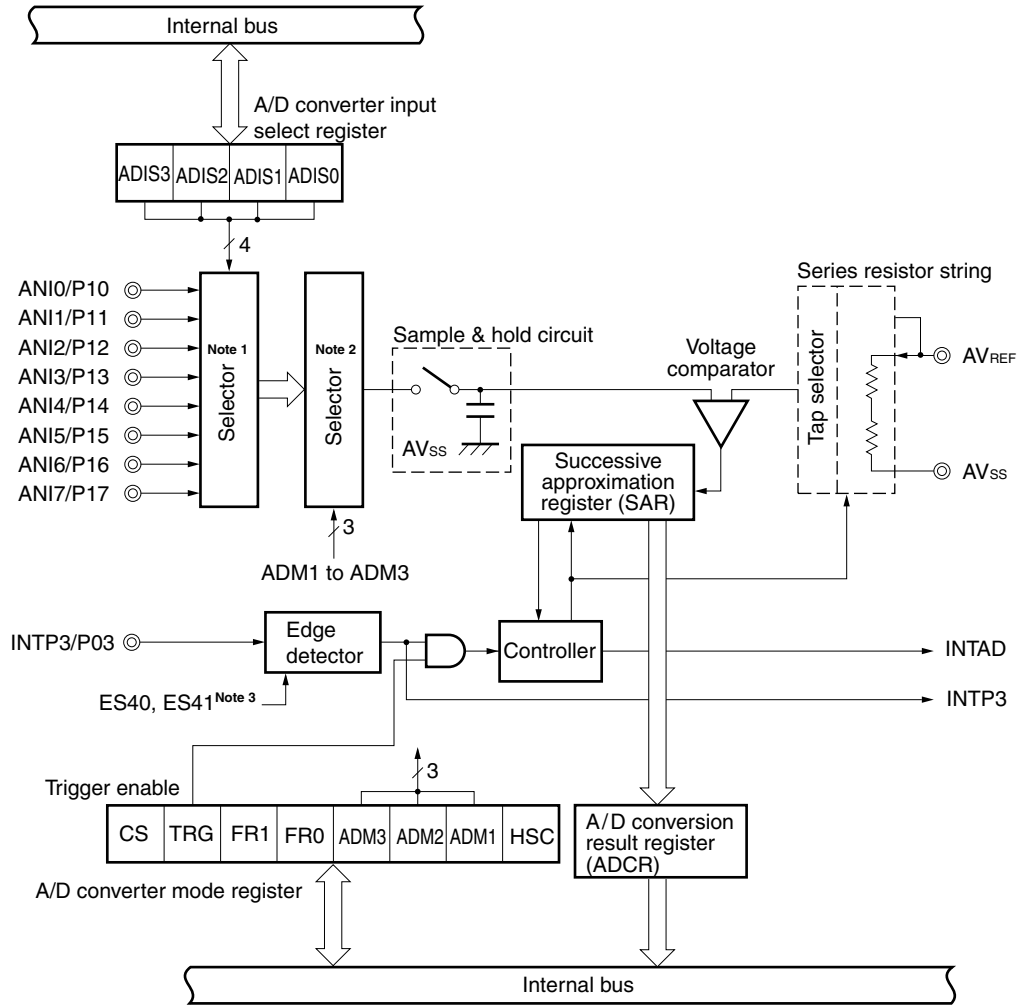 Internal bus
A/D converter input
select register
ADIS3 ADIS2 ADIS1 ADIS0
4
ANI0/P10
ANI1/P11
ANI2/P12
ANI3/P13
ANI4/P14
ANI5/P15
ANI6/P16
ANI7/P17
Note 1
Selector
Note 2
Selector
3
ADM1 to ADM3
Sample & hold circuit
AVSS
Voltage
comparator
Series resistor string
Tap selector
AVREF
AVSS
Successive
approximation
register (SAR)
INTP3/P03
Edge
detector
ES40, ES41 Note 3
Controller
INTAD
INTP3
Trigger enable
3
CS TRG FR1 FR0 ADM3 ADM2 ADM1 HSC
A/D converter mode register
A/D conversion
result register
(ADCR)
Internal bus